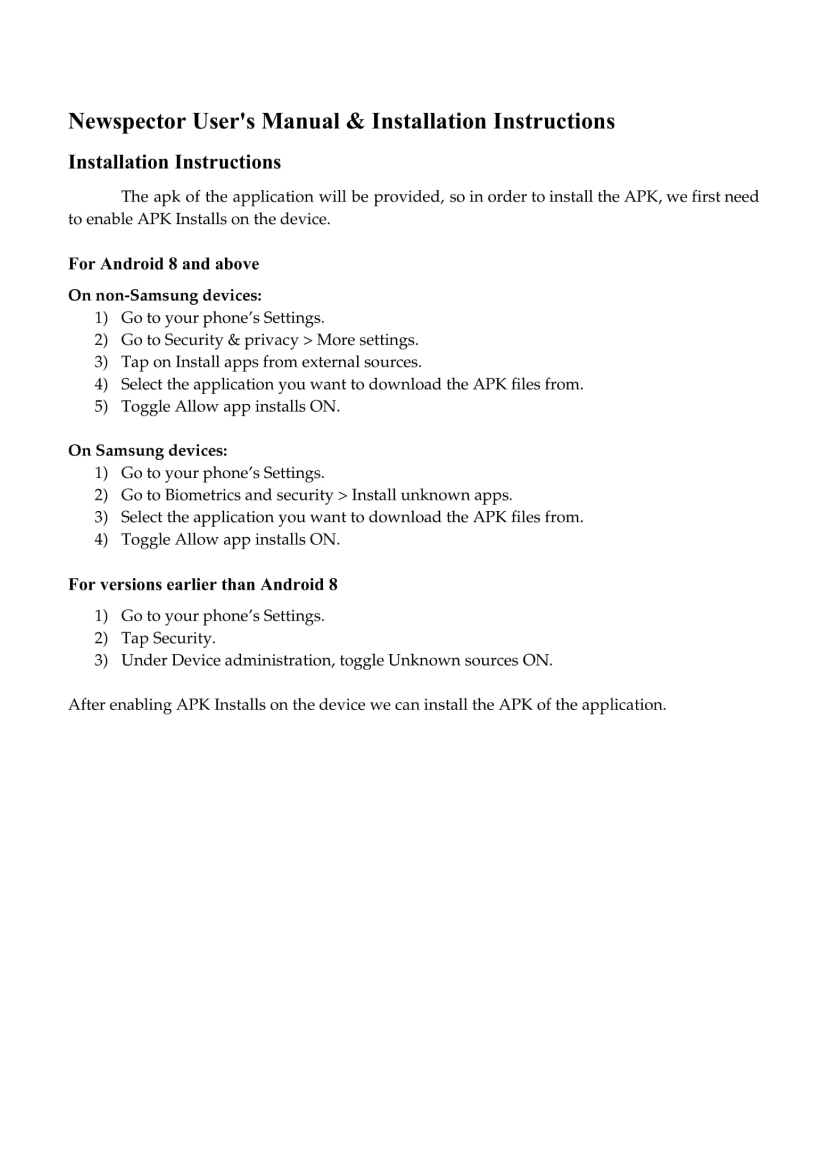 Newspector User's Manual & Installation Instructions
Installation Instructions
The apk of the application will be provided, so in order to install the APK, we first need
to enable APK Installs on the device.
For Android 8 and above
On non-Samsung devices:
1) Go to your phone’s Settings.
2) Go to Security & privacy > More settings.
3) Tap on Install apps from external sources.
4) Select the application you want to download the APK files from.
5) Toggle Allow app installs ON.
On Samsung devices:
1) Go to your phone’s Settings.
2) Go to Biometrics and security > Install unknown apps.
3) Select the application you want to download the APK files from.
4) Toggle Allow app installs ON.
For versions earlier than Android 8
1) Go to your phone’s Settings.
2) Tap Security.
3) Under Device administration, toggle Unknown sources ON.
After enabling APK Installs on the device we can install the APK of the application.